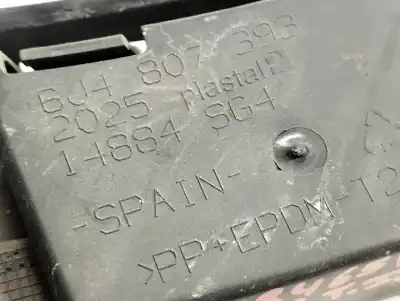 6J4 807 393
2025 Plastal
14884 SG4
-SPAIN-
>PP+EPDM-T2